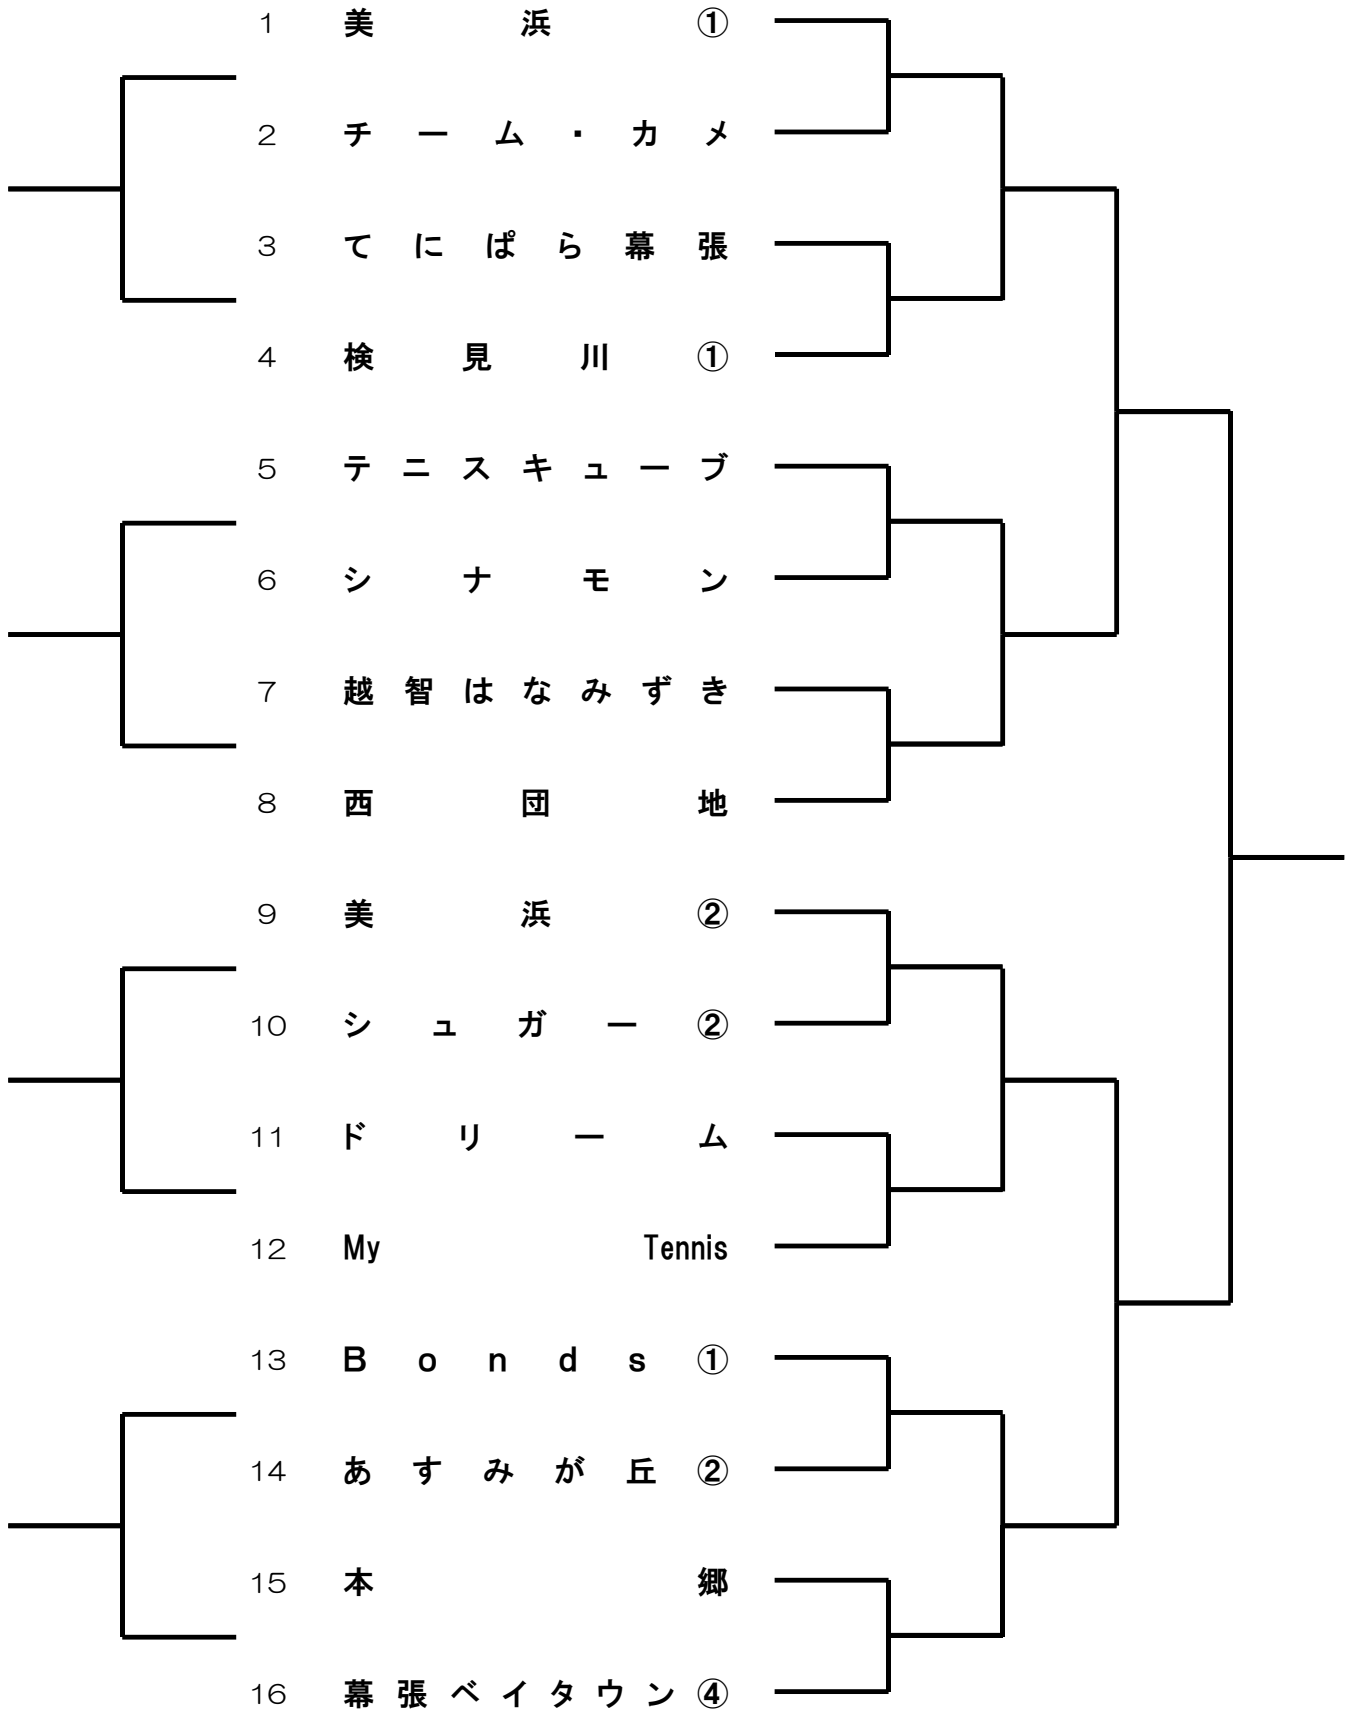 1 美浜①
2 チーム・カメ
3 てにぱら幕張
4 検見川①
5 テニスキューブ
6 シナモン
7 越智はなみずき
8 西団地
9 美浜②
10 シュガー②
11 ドリーム
12 My Tennis
13 Bonds①
14 あすみが丘②
15 本郷
16 幕張ベイタウン④